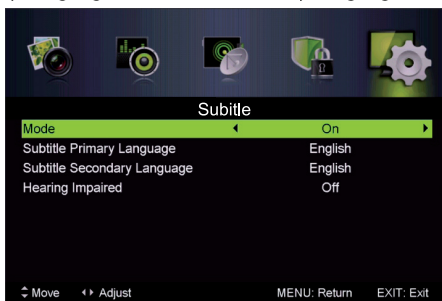 Subitle
Mode On
Subtitle Primary Language English
Subtitle Secondary Language English
Hearing Impaired Off
Move Adjust MENU: Return EXIT: Exit